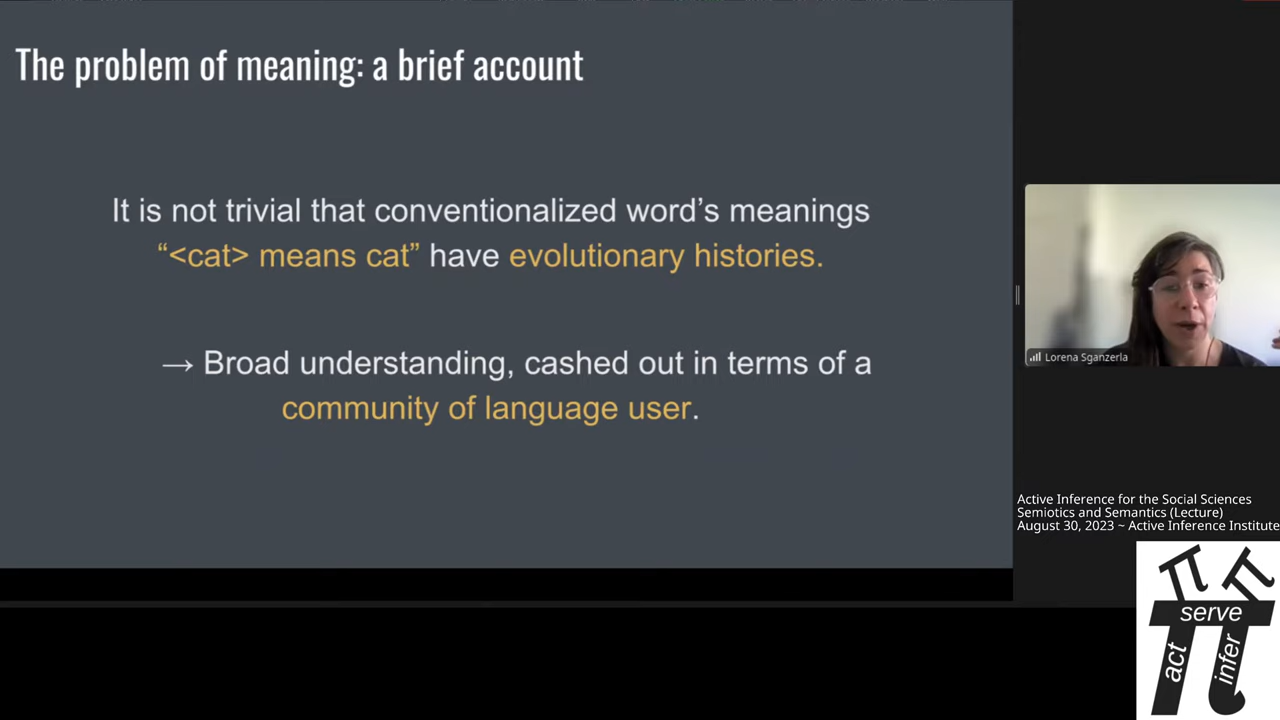 The problem of meaning: a brief account
It is not trivial that conventionalized word’s meanings
“<cat> means cat” have evolutionary histories.
→ Broad understanding, cashed out in terms of a
community of language user.
Lorena Sganzerla
Active Inference for the Social Sciences
Semiotics and Semantics (Lecture)
August 30, 2023 ~ Active Inference Institute
serve
act
infer